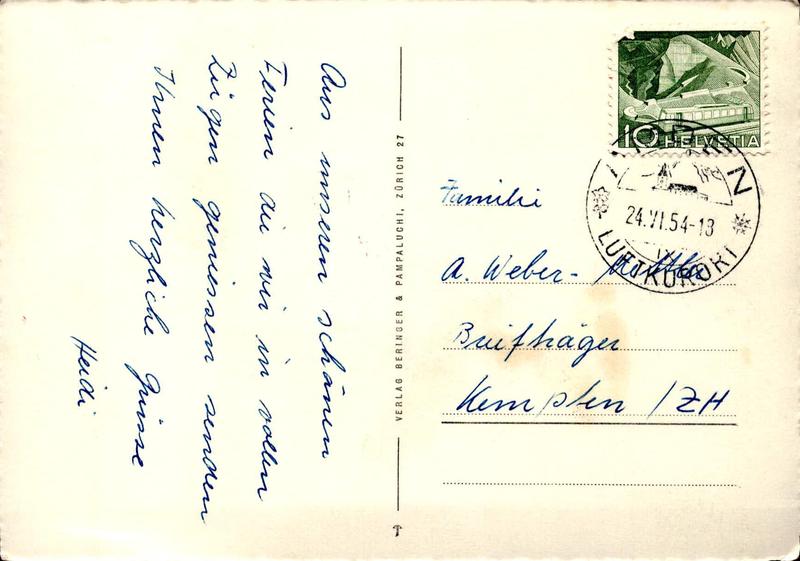 Aus unseren schönen
Ferien die wir in vollen
Zügen geniessen senden
Ihnen herzliche Grüsse
Heidi
VERLAG BERINGER & PAMPALUCHI, ZÜRICH 27
10 HELVETIA
24.VI.54-18
LUFTKURORT
Familie
A. Weber-
Briefträger
Kempten / ZH